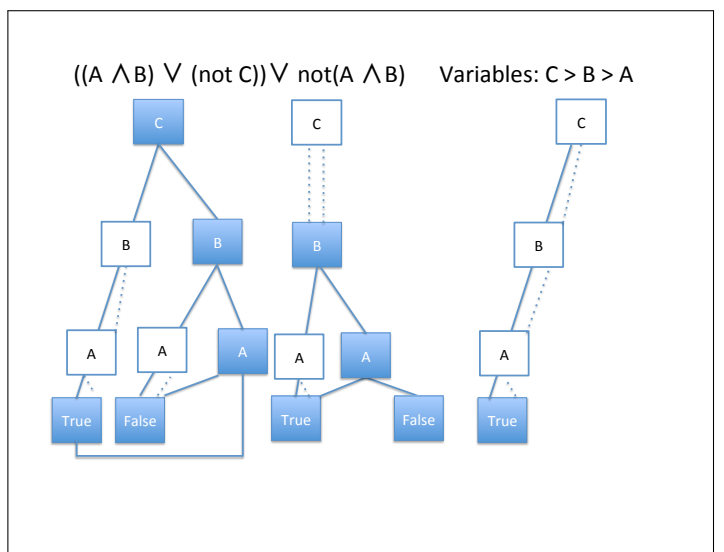 ((A ∧B) ∨ (not C))∨ not(A ∧B) Variables: C > B > A
C C C
B B B B
A A A A A A
True False True False True